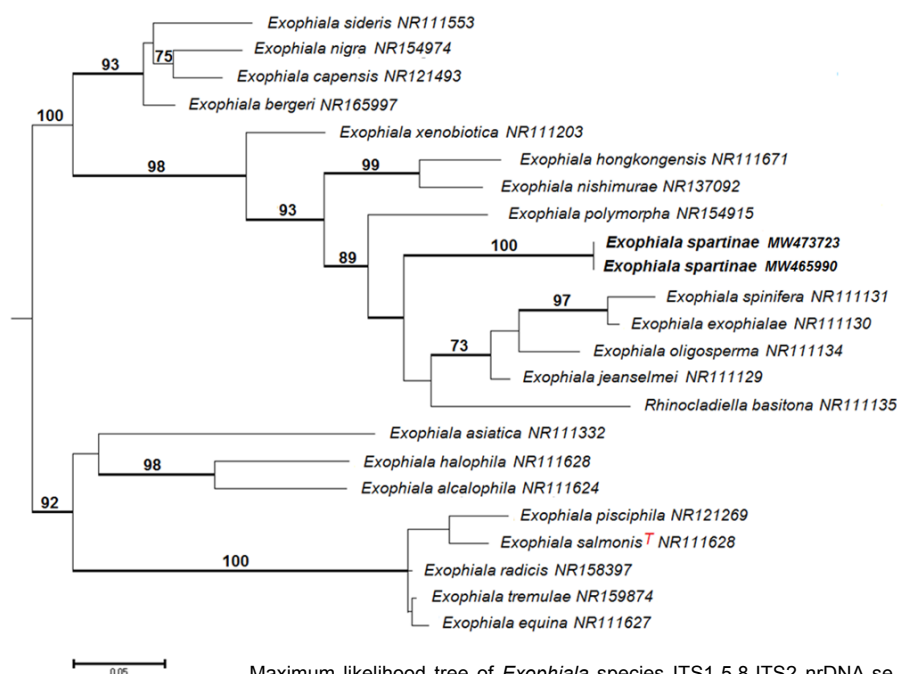 Exophiala sideris NR111553
75 Exophiala nigra NR154974
93 Exophiala capensis NR121493
Exophiala bergeri NR165997
100
Exophiala xenobiotica NR111203
98 99 Exophiala hongkongensis NR111671
Exophiala nishimurae NR137092
93 Exophiala polymorpha NR154915
89 100 Exophiala spartinae MW473723
Exophiala spartinae MW465990
97 Exophiala spinifera NR111131
Exophiala exophialae NR111130
73 Exophiala oligosperma NR111134
Exophiala jeanselmei NR111129
Rhinocladiella basitona NR111135
Exophiala asiatica NR111332
98 Exophiala halophila NR111628
Exophiala alcalophila NR111624
92
Exophiala pisciphila NR121269
Exophiala salmonis T NR111628
100 Exophiala radicis NR158397
Exophiala tremulae NR159874
Exophiala equina NR111627
0.05
Maximum likelihood tree of Exophiala species ITS1,5.8,ITS2 nrDNA se